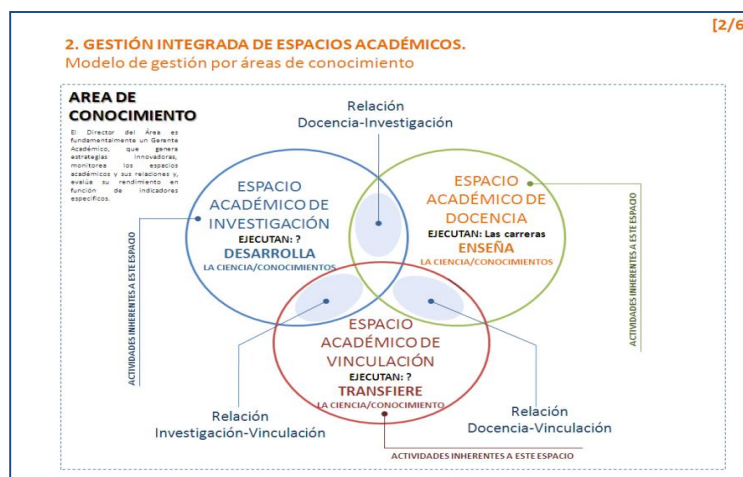 [2/6
2. GESTIÓN INTEGRADA DE ESPACIOS ACADÉMICOS.
Modelo de gestión por áreas de conocimiento
AREA DE
CONOCIMIENTO
El Director del Área es
fundamentalmente un Gerente
Académico, que genera
estrategias innovadoras,
monitorea los espacios
académicos y sus relaciones y,
evalúa su rendimiento en
función de indicadores
específicos.
Relación
Docencia-Investigación
ESPACIO
ACADÉMICO DE
INVESTIGACIÓN
EJECUTAN: ?
DESARROLLA
LA CIENCIA/CONOCIMIENTOS
ESPACIO
ACADÉMICO DE
DOCENCIA
EJECUTAN: Las carreras
ENSEÑA
LA CIENCIA/CONOCIMIENTOS
ACTIVIDADES INHERENTES A ESTE ESPACIO
ACTIVIDADES INHERENTES A ESTE ESPACIO
ESPACIO
ACADÉMICO DE
VINCULACIÓN
EJECUTAN: ?
TRANSFIERE
LA CIENCIA/CONOCIMIENTO
Relación
Investigación-Vinculación
Relación
Docencia-Vinculación
ACTIVIDADES INHERENTES A ESTE ESPACIO